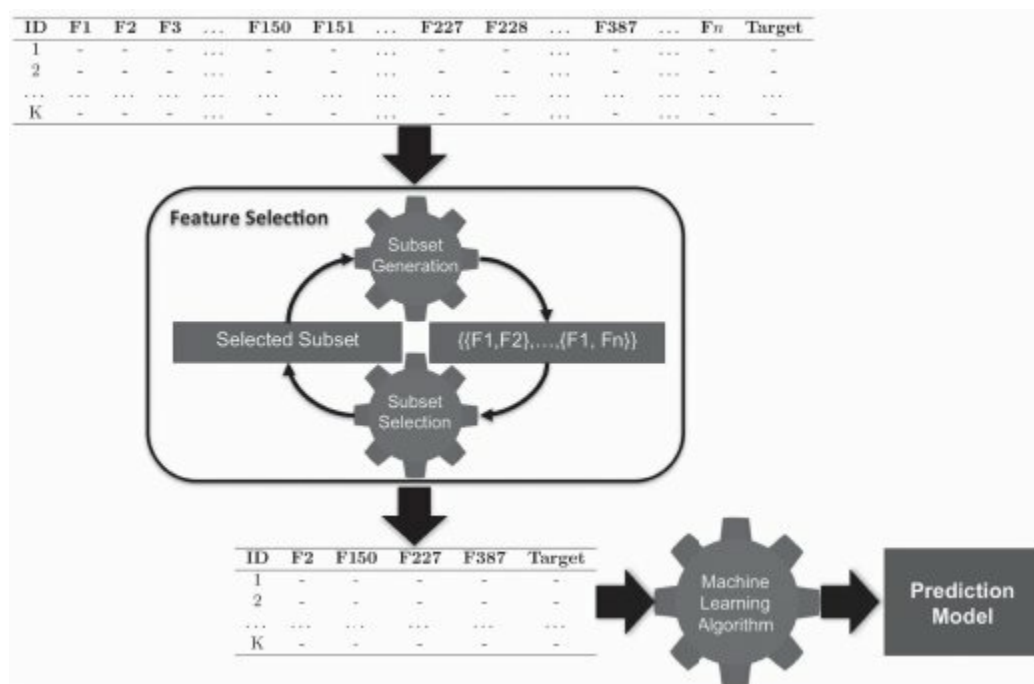 ID F1 F2 F3 ... F150 F151 ... F227 F228 ... F387 ... Fn Target
1 - - - ... - - ... - - ... - ... - -
2 - - - ... - - ... - - ... - ... - -
... ... ... ... ... ... ... ... ... ... ... ... ... ... ...
K - - - ... - - ... - - ... - ... - -
Feature Selection
Subset
Generation
Selected Subset
{{F1,F2},...,{F1, Fn}}
Subset
Selection
ID F2 F150 F227 F387 Target
1 - - - - -
2 - - - - -
... ... ... ... ... ...
K - - - - -
Machine
Learning
Algorithm
Prediction
Model